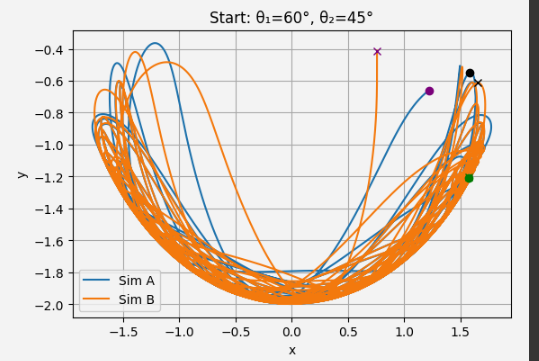 Start: θ₁=60°, θ₂=45°
−0.4
−0.6
−0.8
−1.0
−1.2
−1.4
−1.6
−1.8
−2.0
y
Sim A
Sim B
−1.5 −1.0 −0.5 0.0 0.5 1.0 1.5
x